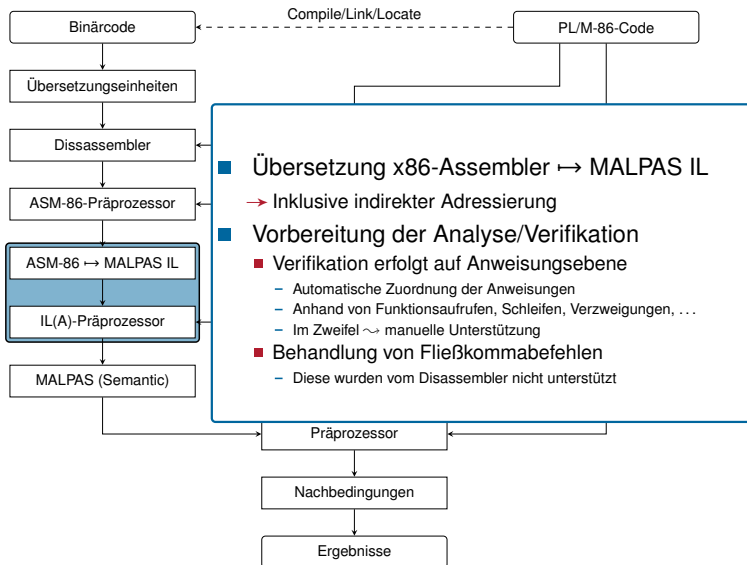 Compile/Link/Locate
Binärcode
PL/M-86-Code
Übersetzungseinheiten
Dissassembler
ASM-86-Präprozessor
ASM-86 ↦ MALPAS IL
IL(A)-Präprozessor
MALPAS (Semantic)
Übersetzung x86-Assembler ↦ MALPAS IL
→ Inklusive indirekter Adressierung
Vorbereitung der Analyse/Verifikation
Verifikation erfolgt auf Anweisungsebene
– Automatische Zuordnung der Anweisungen
– Anhand von Funktionsaufrufen, Schleifen, Verzweigungen, ...
– Im Zweifel ⤳ manuelle Unterstützung
Behandlung von Fließkommabefehlen
– Diese wurden vom Disassembler nicht unterstützt
Präprozessor
Nachbedingungen
Ergebnisse